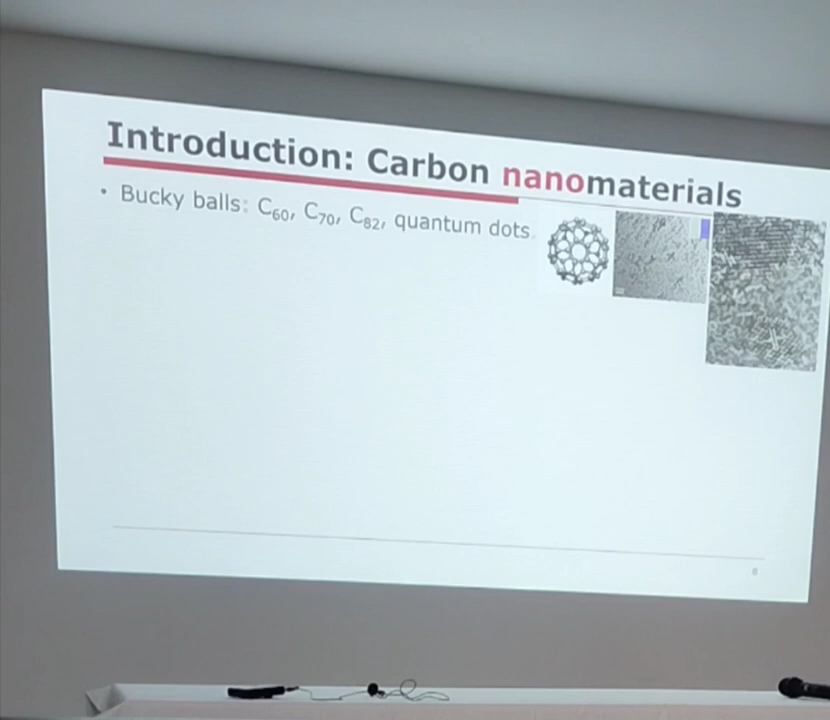 Introduction: Carbon nanomaterials
• Bucky balls: C₆₀, C₇₀, C₈₂, quantum dots